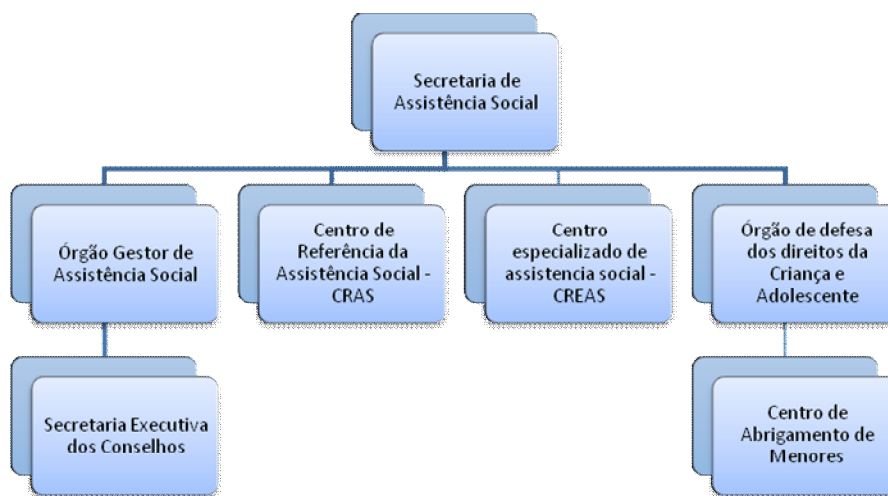 Secretaria de
Assistência Social
Órgão Gestor de
Assistência Social
Centro de
Referência da
Assistência Social -
CRAS
Centro
especializado de
assistencia social -
CREAS
Órgão de defesa
dos direitos da
Criança e
Adolescente
Secretaria Executiva
dos Conselhos
Centro de
Abrigamento de
Menores